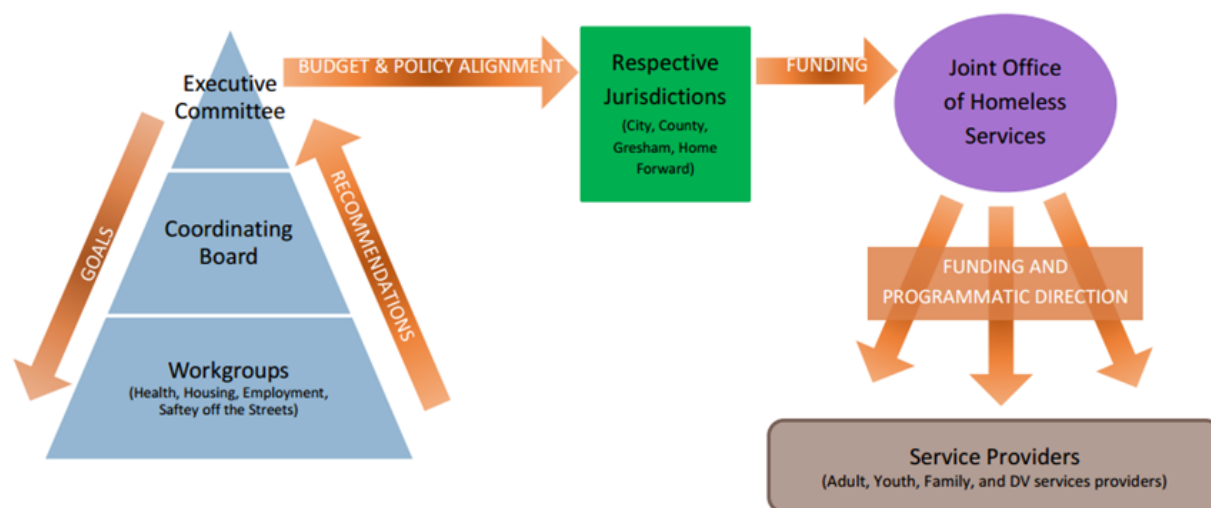 Executive
Committee
GOALS
RECOMMENDATIONS
Coordinating
Board
Workgroups
(Health, Housing, Employment,
Saftey off the Streets)
BUDGET & POLICY ALIGNMENT
Respective
Jurisdictions
(City, County,
Gresham, Home
Forward)
FUNDING
Joint Office
of Homeless
Services
FUNDING AND
PROGRAMMATIC DIRECTION
Service Providers
(Adult, Youth, Family, and DV services providers)